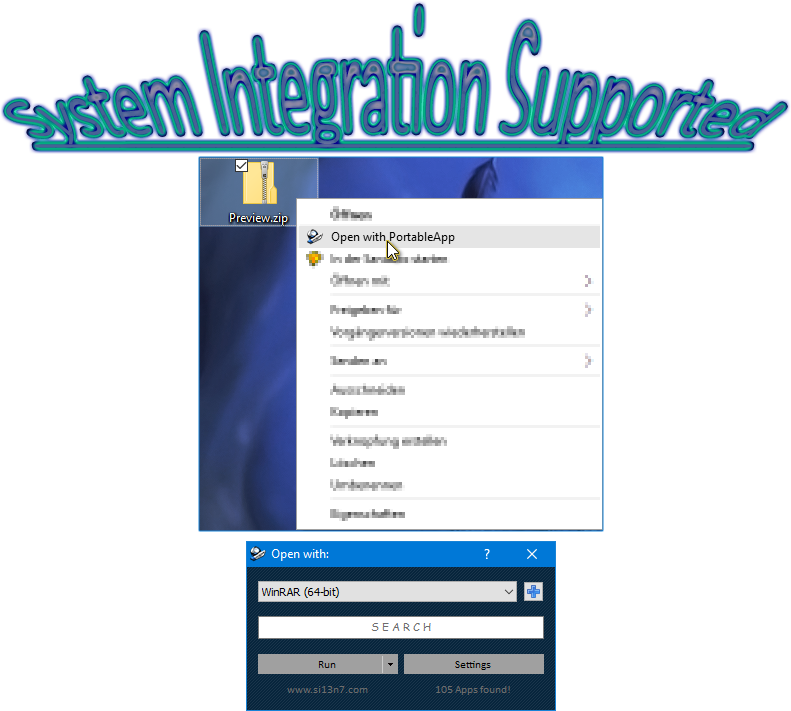 System Integration Supported
Preview.zip
Öffnen
Open with PortableApp
In der Sandbox starten
Öffnen mit
Freigeben für
Vorgängerversionen wiederherstellen
Senden an
Ausschneiden
Kopieren
Verknüpfung erstellen
Löschen
Umbenennen
Eigenschaften
Open with:
?
WinRAR (64-bit)
SEARCH
Run
Settings
www.si13n7.com
105 Apps found!